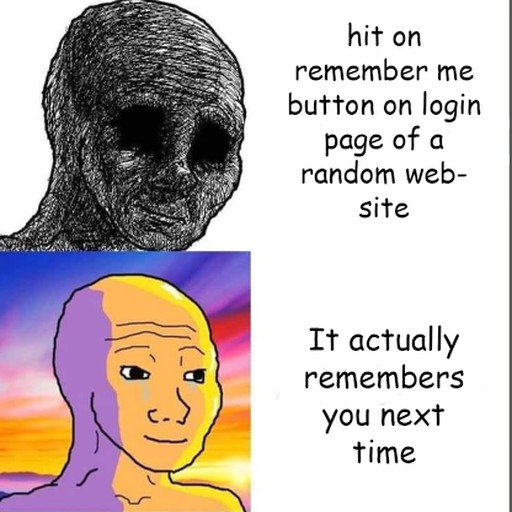 hit on
remember me
button on login
page of a
random web-
site
It actually
remembers
you next
time